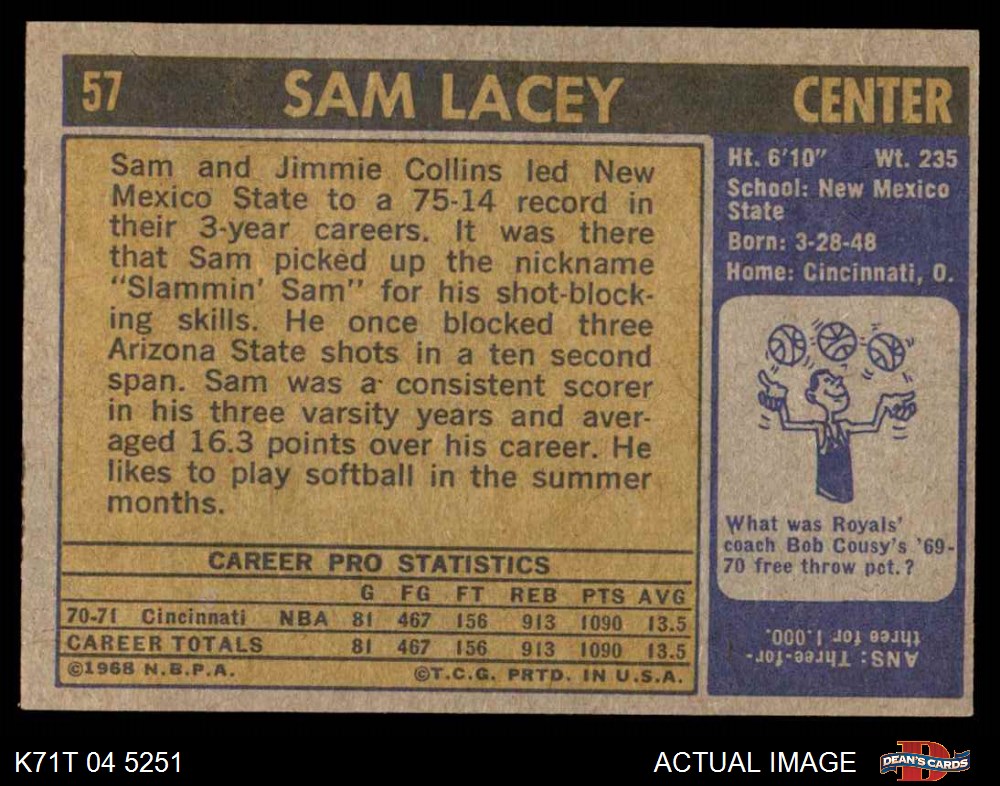 57 SAM LACEY CENTER
Sam and Jimmie Collins led New
Mexico State to a 75-14 record in
their 3-year careers. It was there
that Sam picked up the nickname
"Slammin' Sam" for his shot-block-
ing skills. He once blocked three
Arizona State shots in a ten second
span. Sam was a consistent scorer
in his three varsity years and aver-
aged 16.3 points over his career. He
likes to play softball in the summer
months.
CAREER PRO STATISTICS
G FG FT REB PTS AVG
70-71 Cincinnati NBA 81 467 156 913 1090 13.5
CAREER TOTALS 81 467 156 913 1090 13.5
©1968 N.B.P.A. ©T.C.G. PRTD. IN U.S.A.
Ht. 6'10" Wt. 235
School: New Mexico
State
Born: 3-28-48
Home: Cincinnati, O.
What was Royals'
coach Bob Cousy's '69-
70 free throw pct.?
ANS: Three-for-
three for 1.000.
K71T 04 5251 ACTUAL IMAGE D DEAN'S CARDS